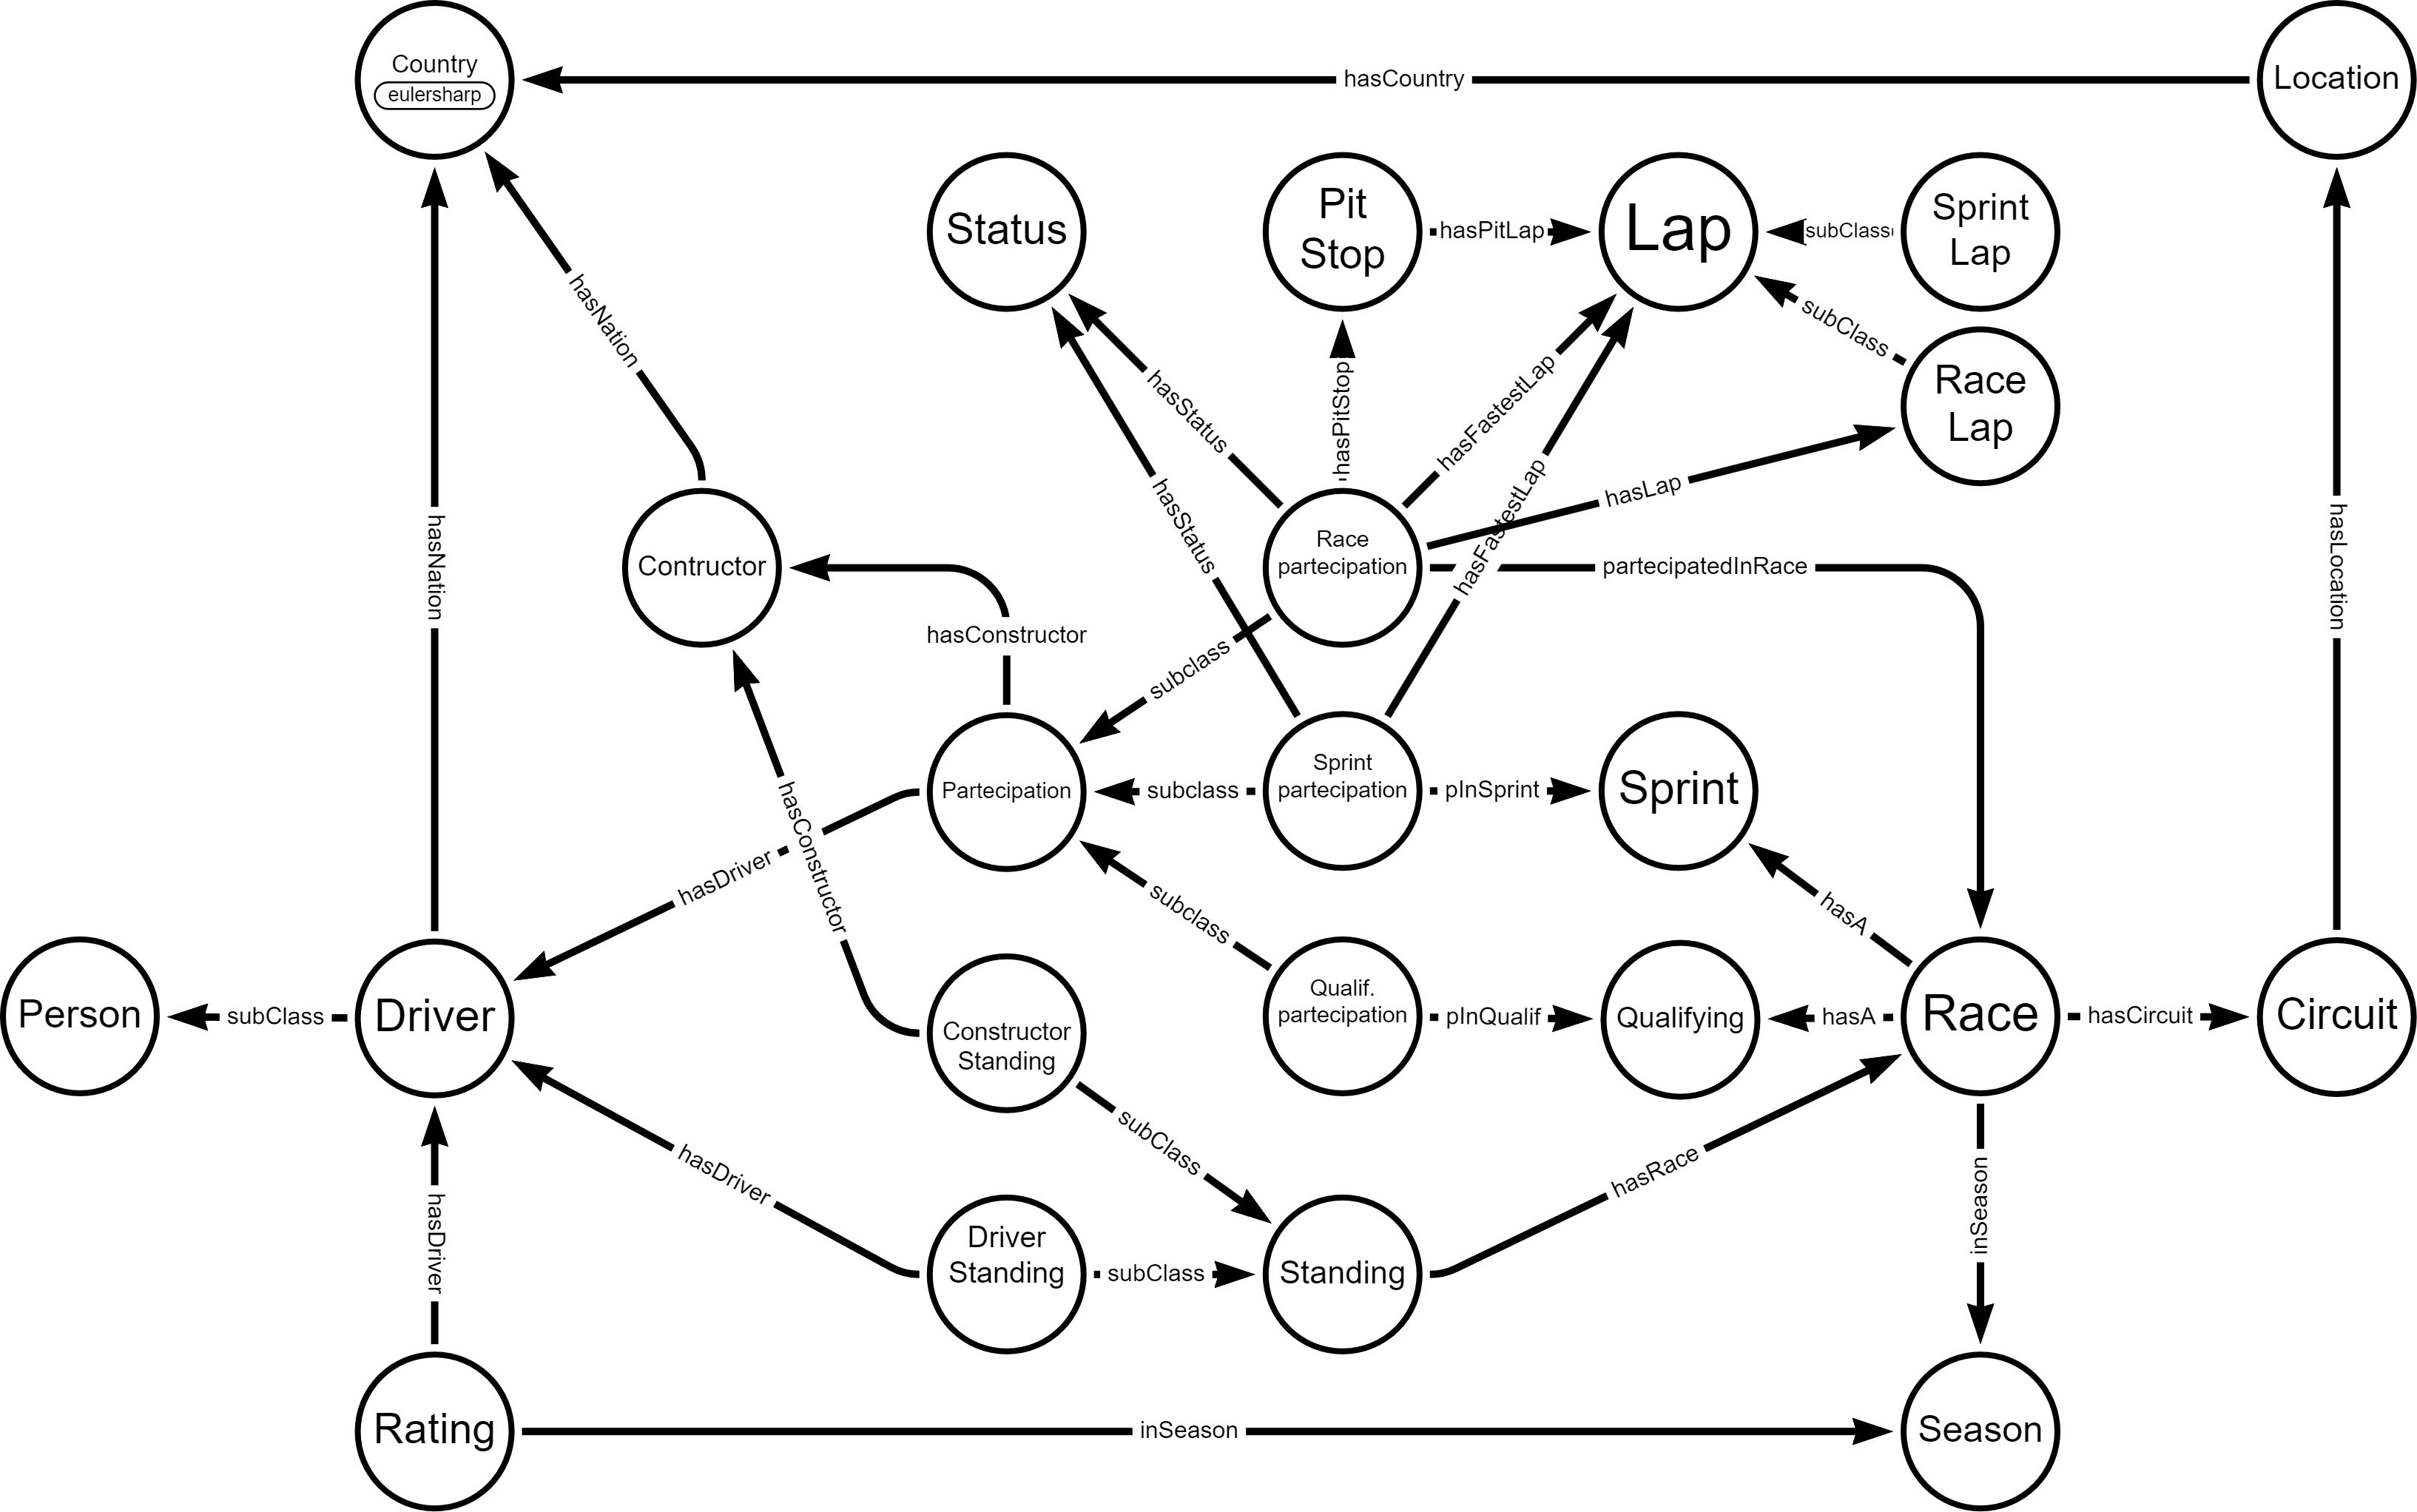 Country
eulersharp
hasCountry
Location
Status
Pit
Stop
hasPitLap
Lap
subClass
Sprint
Lap
hasNation
subClass
hasStatus
hasPitStop
hasFastestLap
Race
Lap
hasLap
hasNation
hasStatus
hasFastestLap
hasLocation
Contructor
Race
partecipation
partecipatedInRace
hasConstructor
subclass
Partecipation
subclass
Sprint
partecipation
pInSprint
Sprint
hasConstructor
hasDriver
subclass
hasA
Person
subClass
Driver
Constructor
Standing
Qualif.
partecipation
pInQualif
Qualifying
hasA
Race
hasCircuit
Circuit
subClass
hasDriver
hasRace
inSeason
hasDriver
Driver
Standing
subClass
Standing
Rating
inSeason
Season